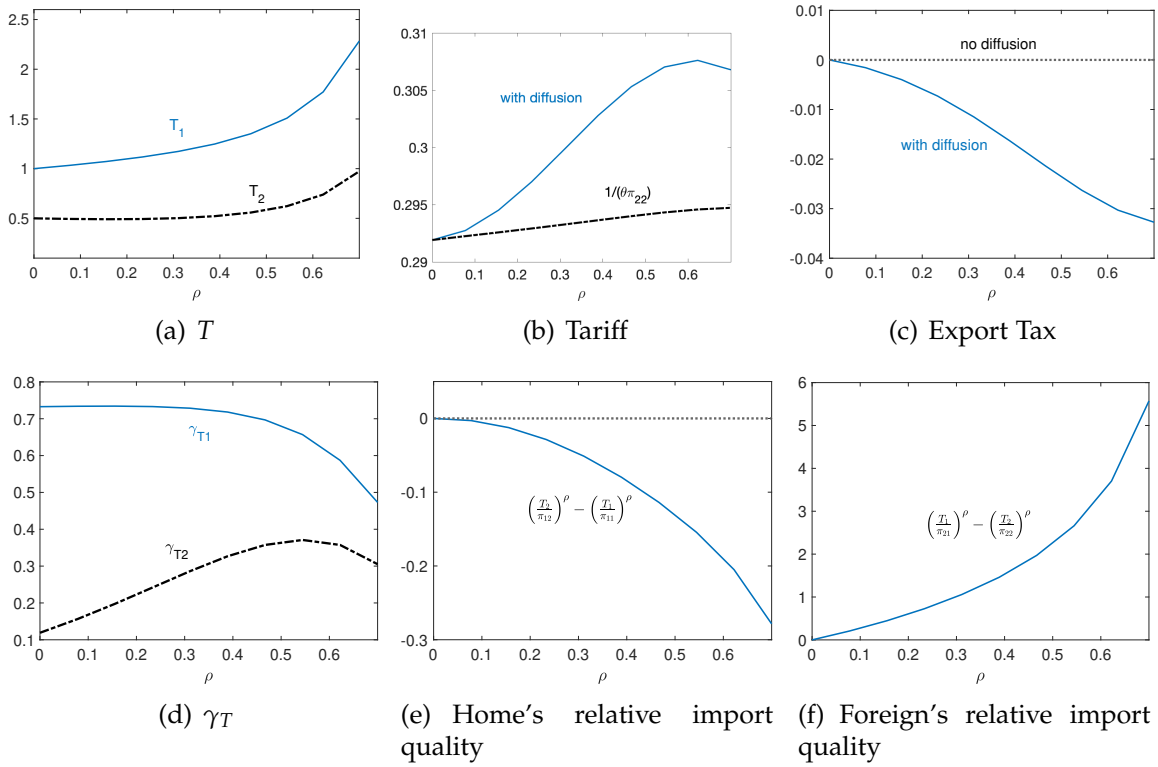 2.5
2
1.5
1
0.5
T₁
T₂
0 0.1 0.2 0.3 0.4 0.5 0.6
ρ
(a) T
0.31
0.305
0.3
0.295
0.29
with diffusion
1/(θπ₂₂)
0 0.1 0.2 0.3 0.4 0.5 0.6
ρ
(b) Tariff
0.01
0
-0.01
-0.02
-0.03
-0.04
no diffusion
with diffusion
0 0.1 0.2 0.3 0.4 0.5 0.6
ρ
(c) Export Tax
0.8
0.7
0.6
0.5
0.4
0.3
0.2
0.1
γ_T1
γ_T2
0 0.1 0.2 0.3 0.4 0.5 0.6
ρ
(d) γ_T
0
-0.1
-0.2
-0.3
(T₂/π₁₂)^ρ − (T₁/π₁₁)^ρ
0 0.1 0.2 0.3 0.4 0.5 0.6
ρ
(e) Home's relative import
quality
6
5
4
3
2
1
0
(T₁/π₂₁)^ρ − (T₂/π₂₂)^ρ
0 0.1 0.2 0.3 0.4 0.5 0.6
ρ
(f) Foreign's relative import
quality